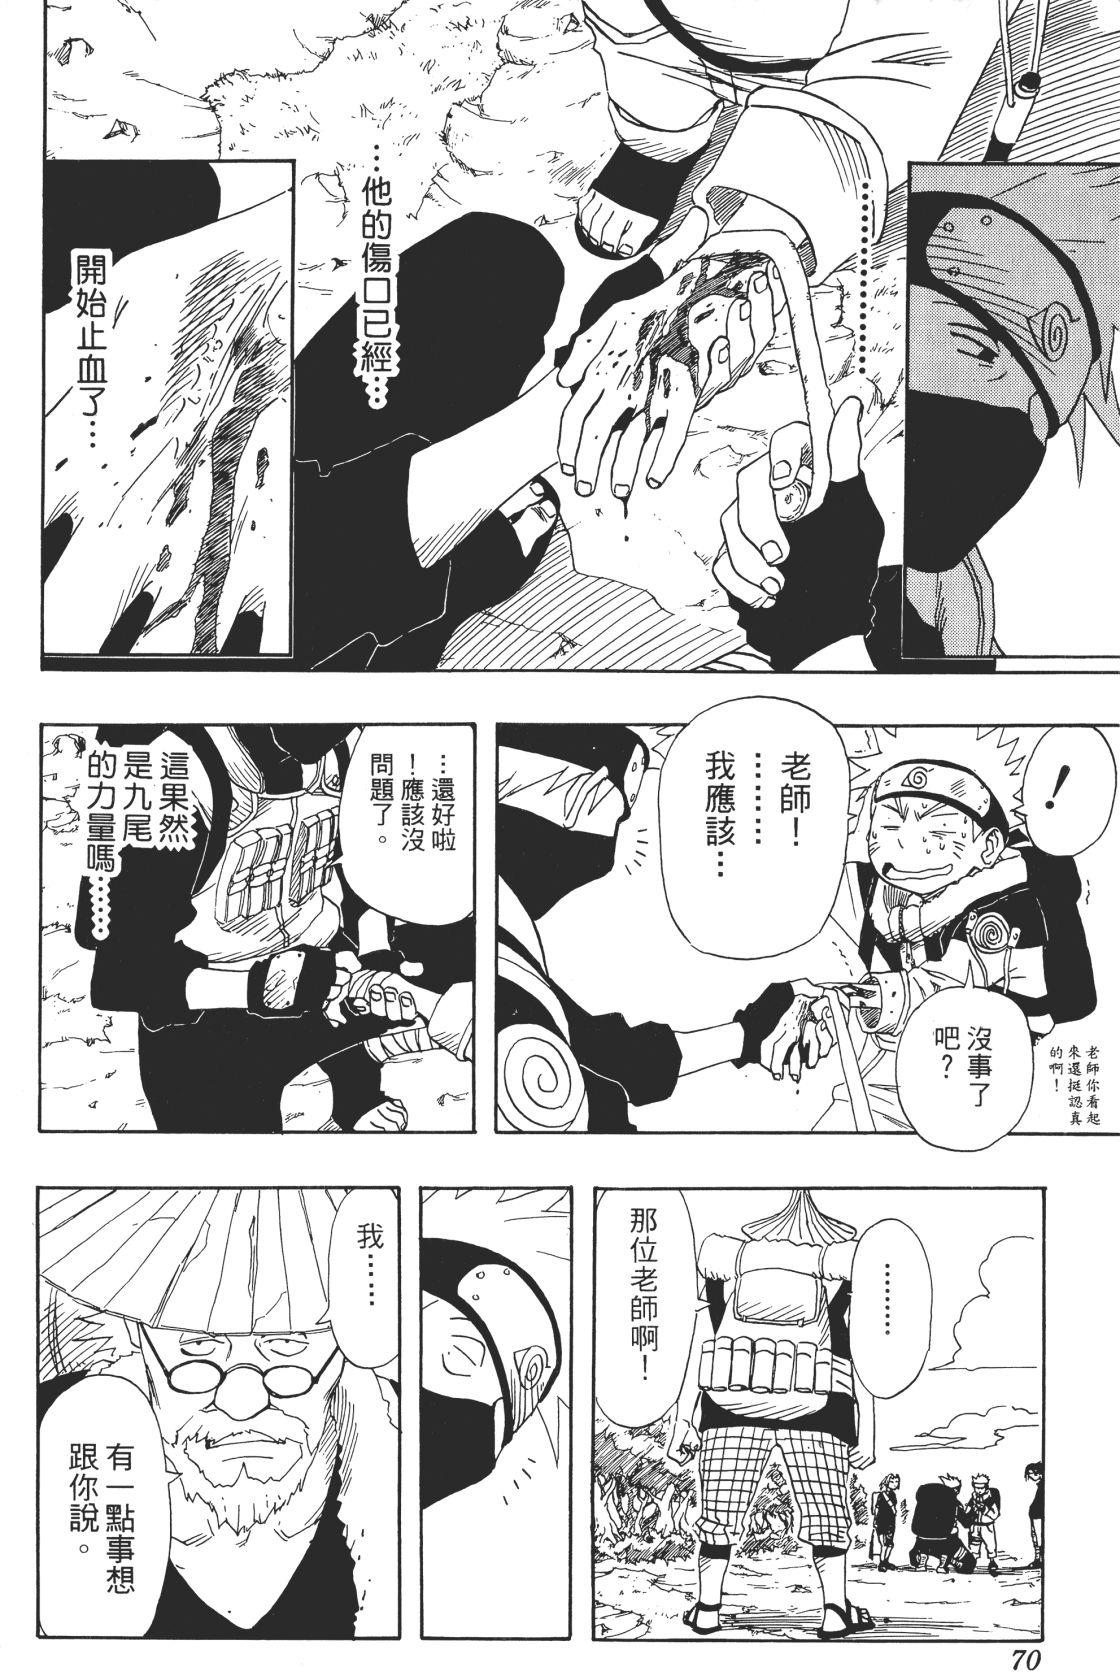 …………
…他的傷口已經…
開始止血了…
！
老師！
………
我應該…
沒事了
吧？
老師你看起
來還挺認真
的啊！
…還好啦
！應該沒
問題了。
這果然
是九尾
的力量嗎……
………
那位老師啊！
我……
有一點事想
跟你說。
70